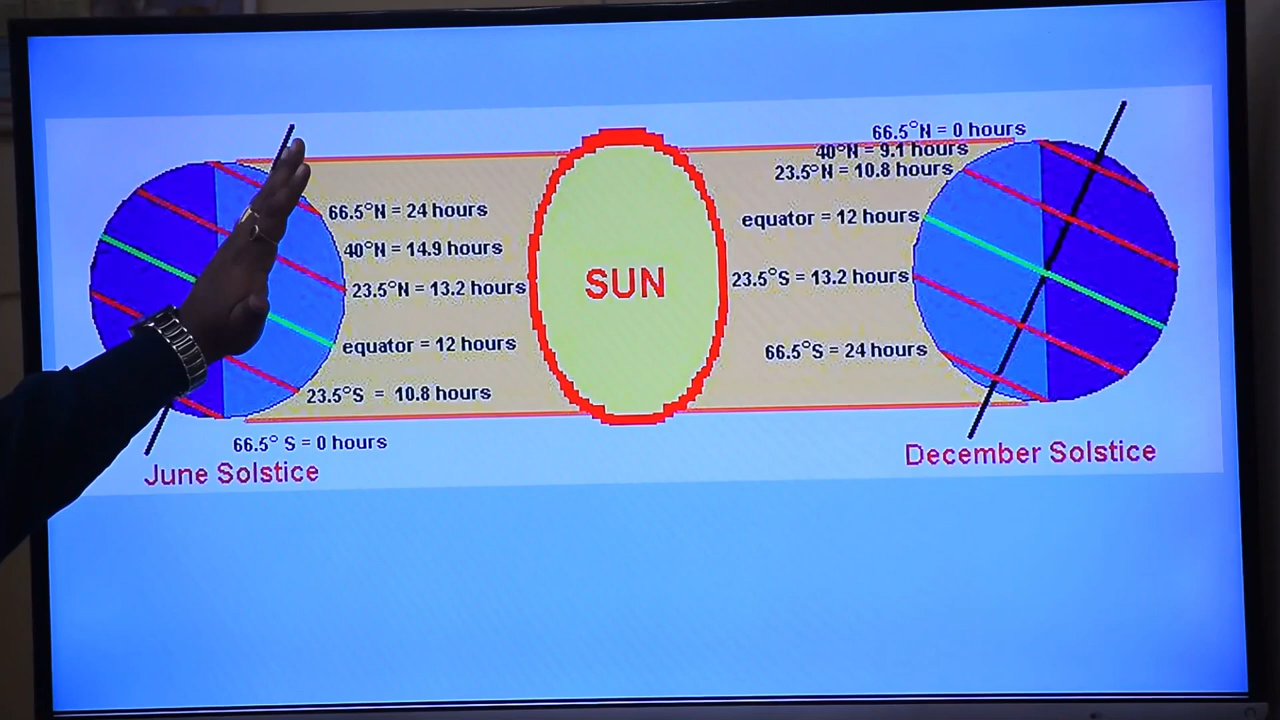 66.5°N = 24 hours
40°N = 14.9 hours
23.5°N = 13.2 hours
equator = 12 hours
23.5°S = 10.8 hours
66.5° S = 0 hours
June Solstice
SUN
66.5°N = 0 hours
40°N = 9.1 hours
23.5°N = 10.8 hours
equator = 12 hours
23.5°S = 13.2 hours
66.5°S = 24 hours
December Solstice